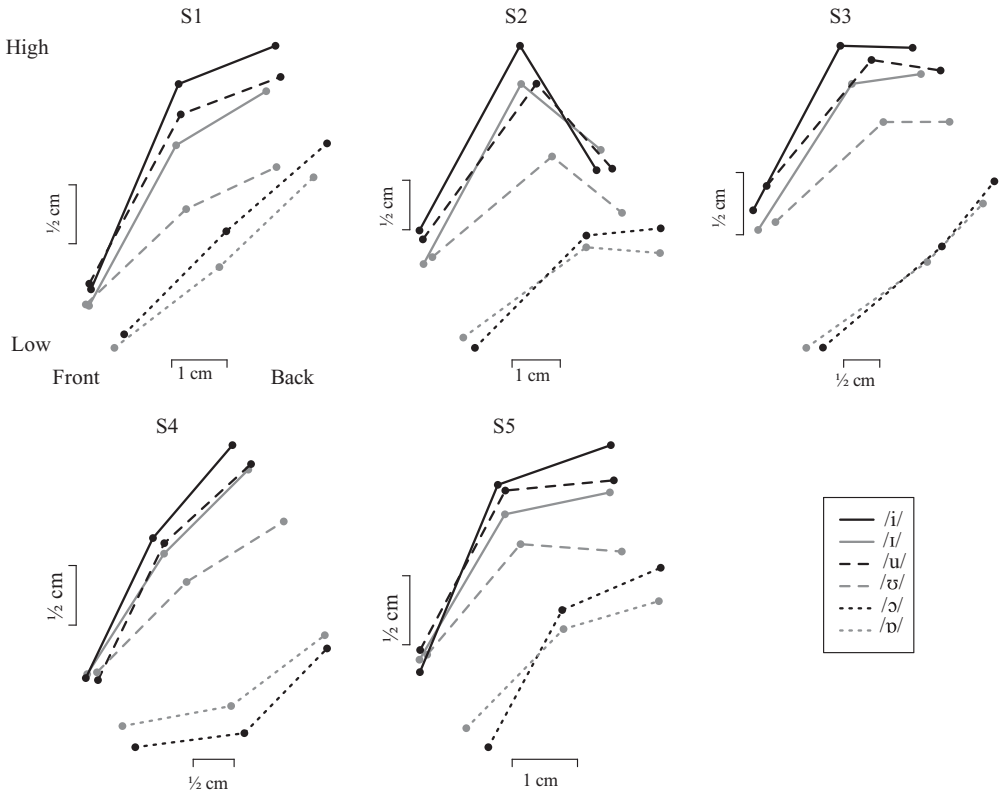 S1
S2
S3
High
½ cm
½ cm
½ cm
Low
Front
1 cm
Back
1 cm
½ cm
S4
S5
½ cm
½ cm
/i/
/ɪ/
/u/
/ʊ/
/ɔ/
/ɒ/
½ cm
1 cm